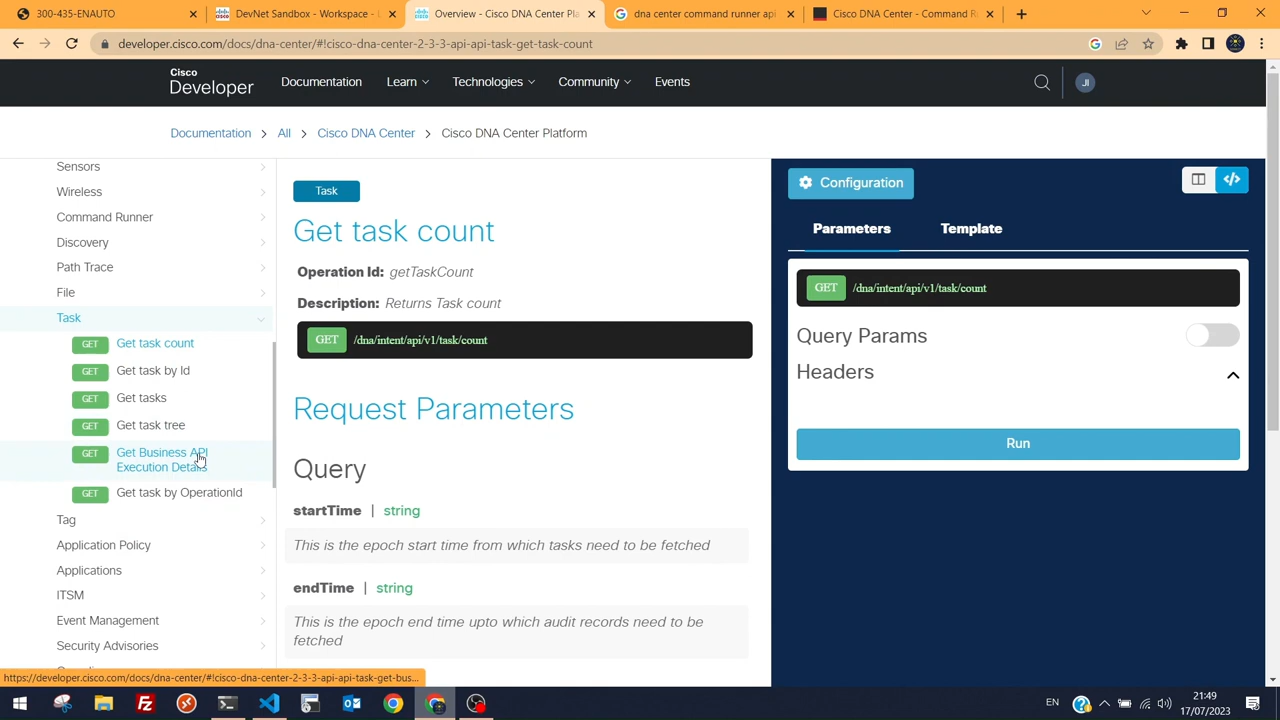 300-435-ENAUTO
DevNet Sandbox - Workspace - L
Overview - Cisco DNA Center Pla
dna center command runner api
Cisco DNA Center - Command R
developer.cisco.com/docs/dna-center/#!cisco-dna-center-2-3-3-api-api-task-get-task-count
Cisco
Developer
Documentation
Learn
Technologies
Community
Events
JI
Documentation > All > Cisco DNA Center > Cisco DNA Center Platform
Sensors
Wireless
Command Runner
Discovery
Path Trace
File
Task
GET Get task count
GET Get task by Id
GET Get tasks
GET Get task tree
GET Get Business API
Execution Details
GET Get task by OperationId
Tag
Application Policy
Applications
ITSM
Event Management
Security Advisories
Task
Get task count
Operation Id: getTaskCount
Description: Returns Task count
GET /dna/intent/api/v1/task/count
Request Parameters
Query
startTime | string
This is the epoch start time from which tasks need to be fetched
endTime | string
This is the epoch end time upto which audit records need to be
fetched
Configuration
Parameters
Template
GET /dna/intent/api/v1/task/count
Query Params
Headers
Run
https://developer.cisco.com/docs/dna-center/#!cisco-dna-center-2-3-3-api-api-task-get-bus...
EN
21:49
17/07/2023